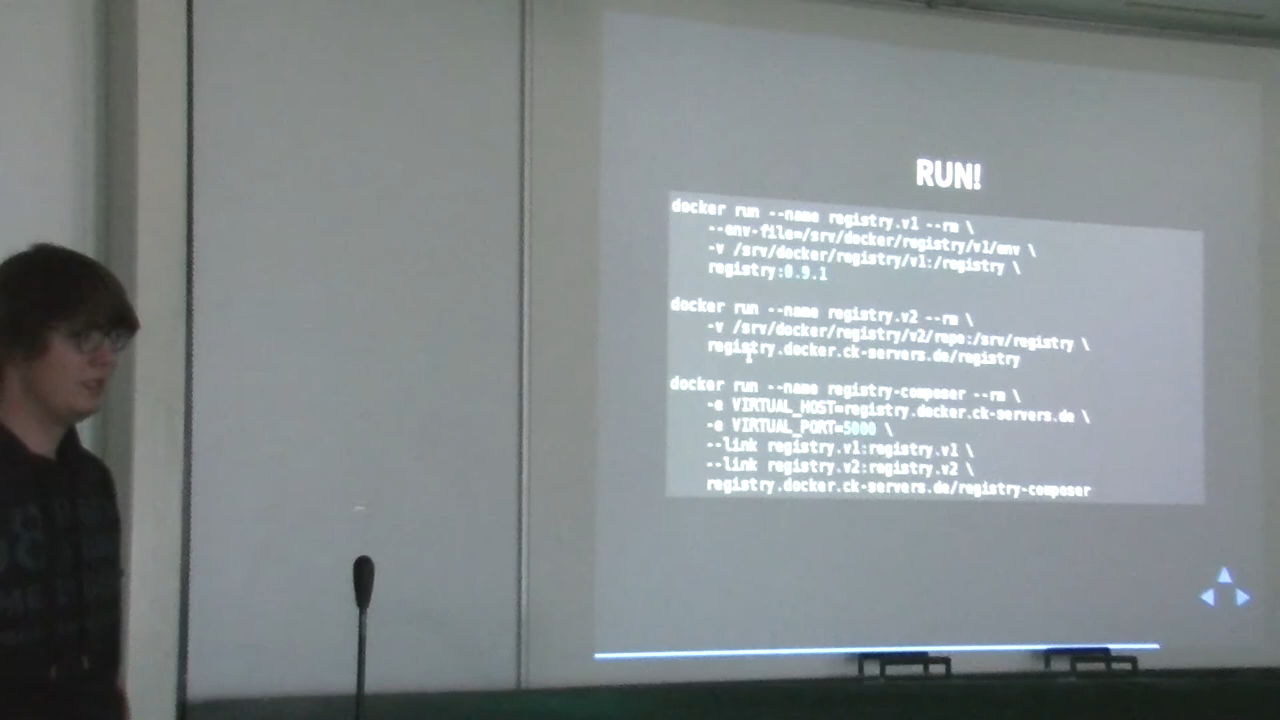 RUN!
docker run --name registry.v1 --rm \
--env-file=/srv/docker/registry/v1/env \
-v /srv/docker/registry/v1:/registry \
registry:0.9.1
docker run --name registry.v2 --rm \
-v /srv/docker/registry/v2/repo:/srv/registry \
registry.docker.ck-servers.de/registry
docker run --name registry-composer --rm \
-e VIRTUAL_HOST=registry.docker.ck-servers.de \
-e VIRTUAL_PORT=5000 \
--link registry.v1:registry.v1 \
--link registry.v2:registry.v2 \
registry.docker.ck-servers.de/registry-composer